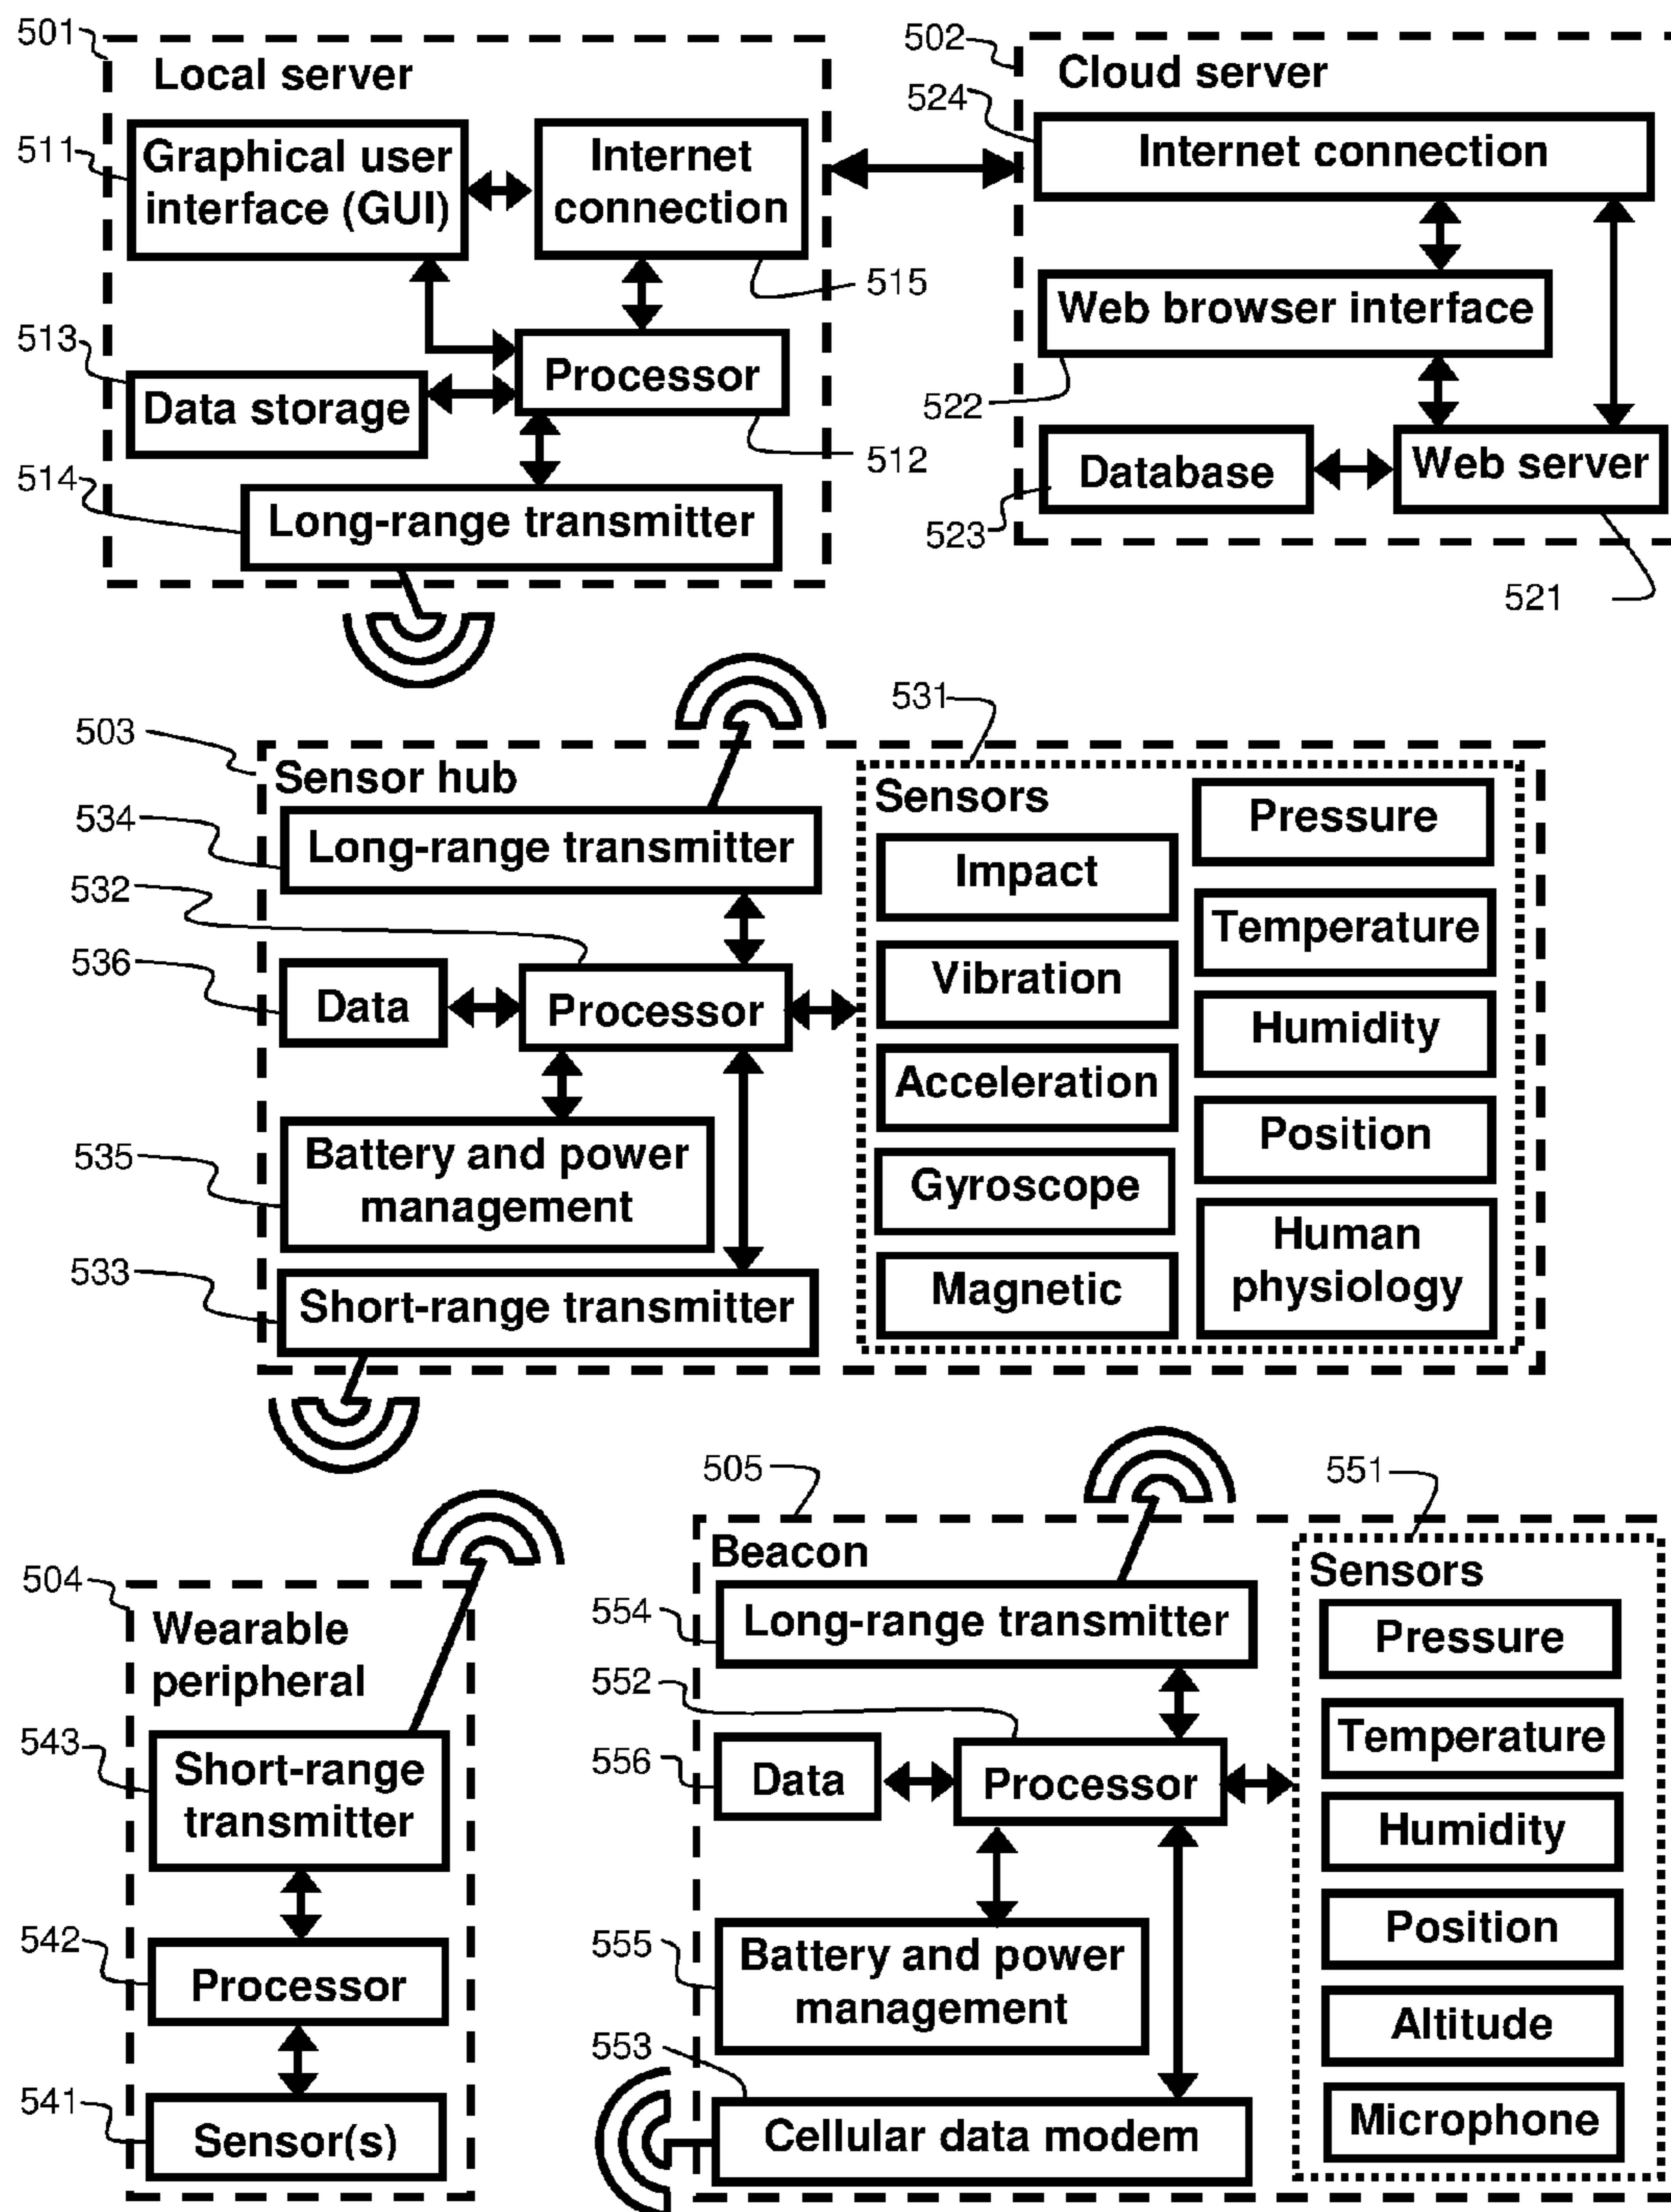 501
Local server
511
Graphical user
interface (GUI)
Internet
connection
515
513
Data storage
Processor
512
514
Long-range transmitter
502
Cloud server
524
Internet connection
Web browser interface
522
Database
Web server
523
521
503
Sensor hub
534
Long-range transmitter
532
536
Data
Processor
535
Battery and power
management
533
Short-range transmitter
531
Sensors
Impact
Vibration
Acceleration
Gyroscope
Magnetic
Pressure
Temperature
Humidity
Position
Human
physiology
504
Wearable
peripheral
543
Short-range
transmitter
542
Processor
541
Sensor(s)
505
Beacon
554
Long-range transmitter
552
556
Data
Processor
555
Battery and power
management
553
Cellular data modem
551
Sensors
Pressure
Temperature
Humidity
Position
Altitude
Microphone